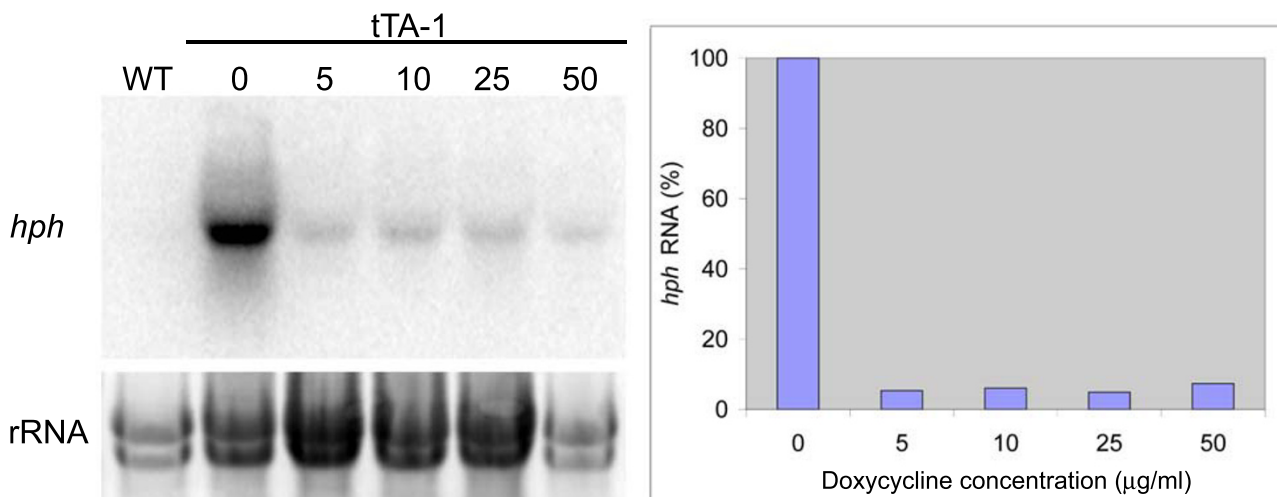 tTA-1
WT 0 5 10 25 50
hph
rRNA
100
80
60
40
20
0
hph RNA (%)
0 5 10 25 50
Doxycycline concentration (μg/ml)